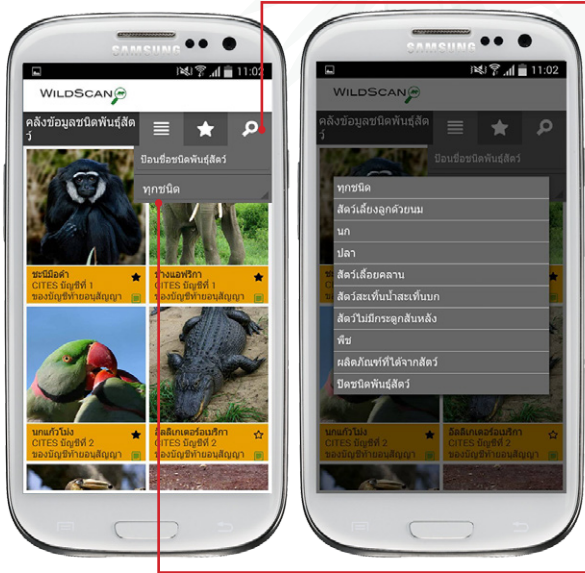 SAMSUNG
11:02
WILDSCAN
คลังข้อมูลชนิดพันธุ์สัต
ว์
ป้อนชื่อชนิดพันธุ์สัตว์
ทุกชนิด
ชะนีมือดำ
CITES บัญชีที่ 1
ของบัญชีท้ายอนุสัญญา
ช้างแอฟริกา
CITES บัญชีที่ 1
ของบัญชีท้ายอนุสัญญา
นกแก้วโม่ง
CITES บัญชีที่ 2
ของบัญชีท้ายอนุสัญญา
อัลลิเกเตอร์อเมริกา
CITES บัญชีที่ 2
ของบัญชีท้ายอนุสัญญา
SAMSUNG
11:02
WILDSCAN
คลังข้อมูลชนิดพันธุ์สัต
ว์
ป้อนชื่อชนิดพันธุ์สัตว์
ทุกชนิด
สัตว์เลี้ยงลูกด้วยนม
นก
ปลา
สัตว์เลื้อยคลาน
สัตว์สะเทิ้นน้ำสะเทิ้นบก
สัตว์ไม่มีกระดูกสันหลัง
พืช
ผลิตภัณฑ์ที่ได้จากสัตว์
ปิดชนิดพันธุ์สัตว์
นกแก้วโม่ง
CITES บัญชีที่ 2
ของบัญชีท้ายอนุสัญญา
อัลลิเกเตอร์อเมริกา
CITES บัญชีที่ 2
ของบัญชีท้ายอนุสัญญา